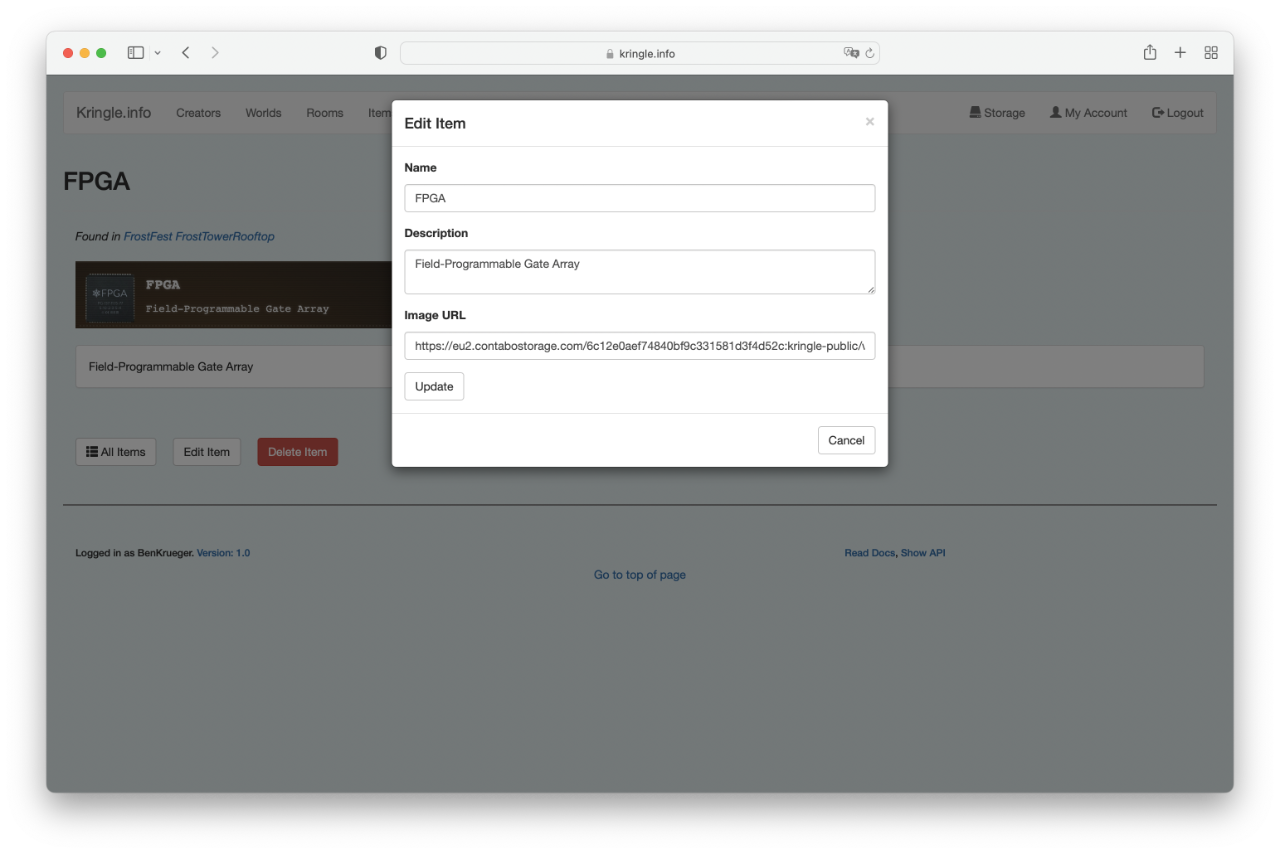 kringle.info
Kringle.info Creators Worlds Rooms Item
Storage My Account Logout
FPGA
Found in FrostFest FrostTowerRooftop
*FPGA
FPGA
Field-Programmable Gate Array
Field-Programmable Gate Array
All Items Edit Item Delete Item
Edit Item ×
Name
FPGA
Description
Field-Programmable Gate Array
Image URL
https://eu2.contabostorage.com/6c12e0aef74840bf9c331581d3f4d52c:kringle-public/\
Update
Cancel
Logged in as BenKrueger. Version: 1.0
Read Docs, Show API
Go to top of page